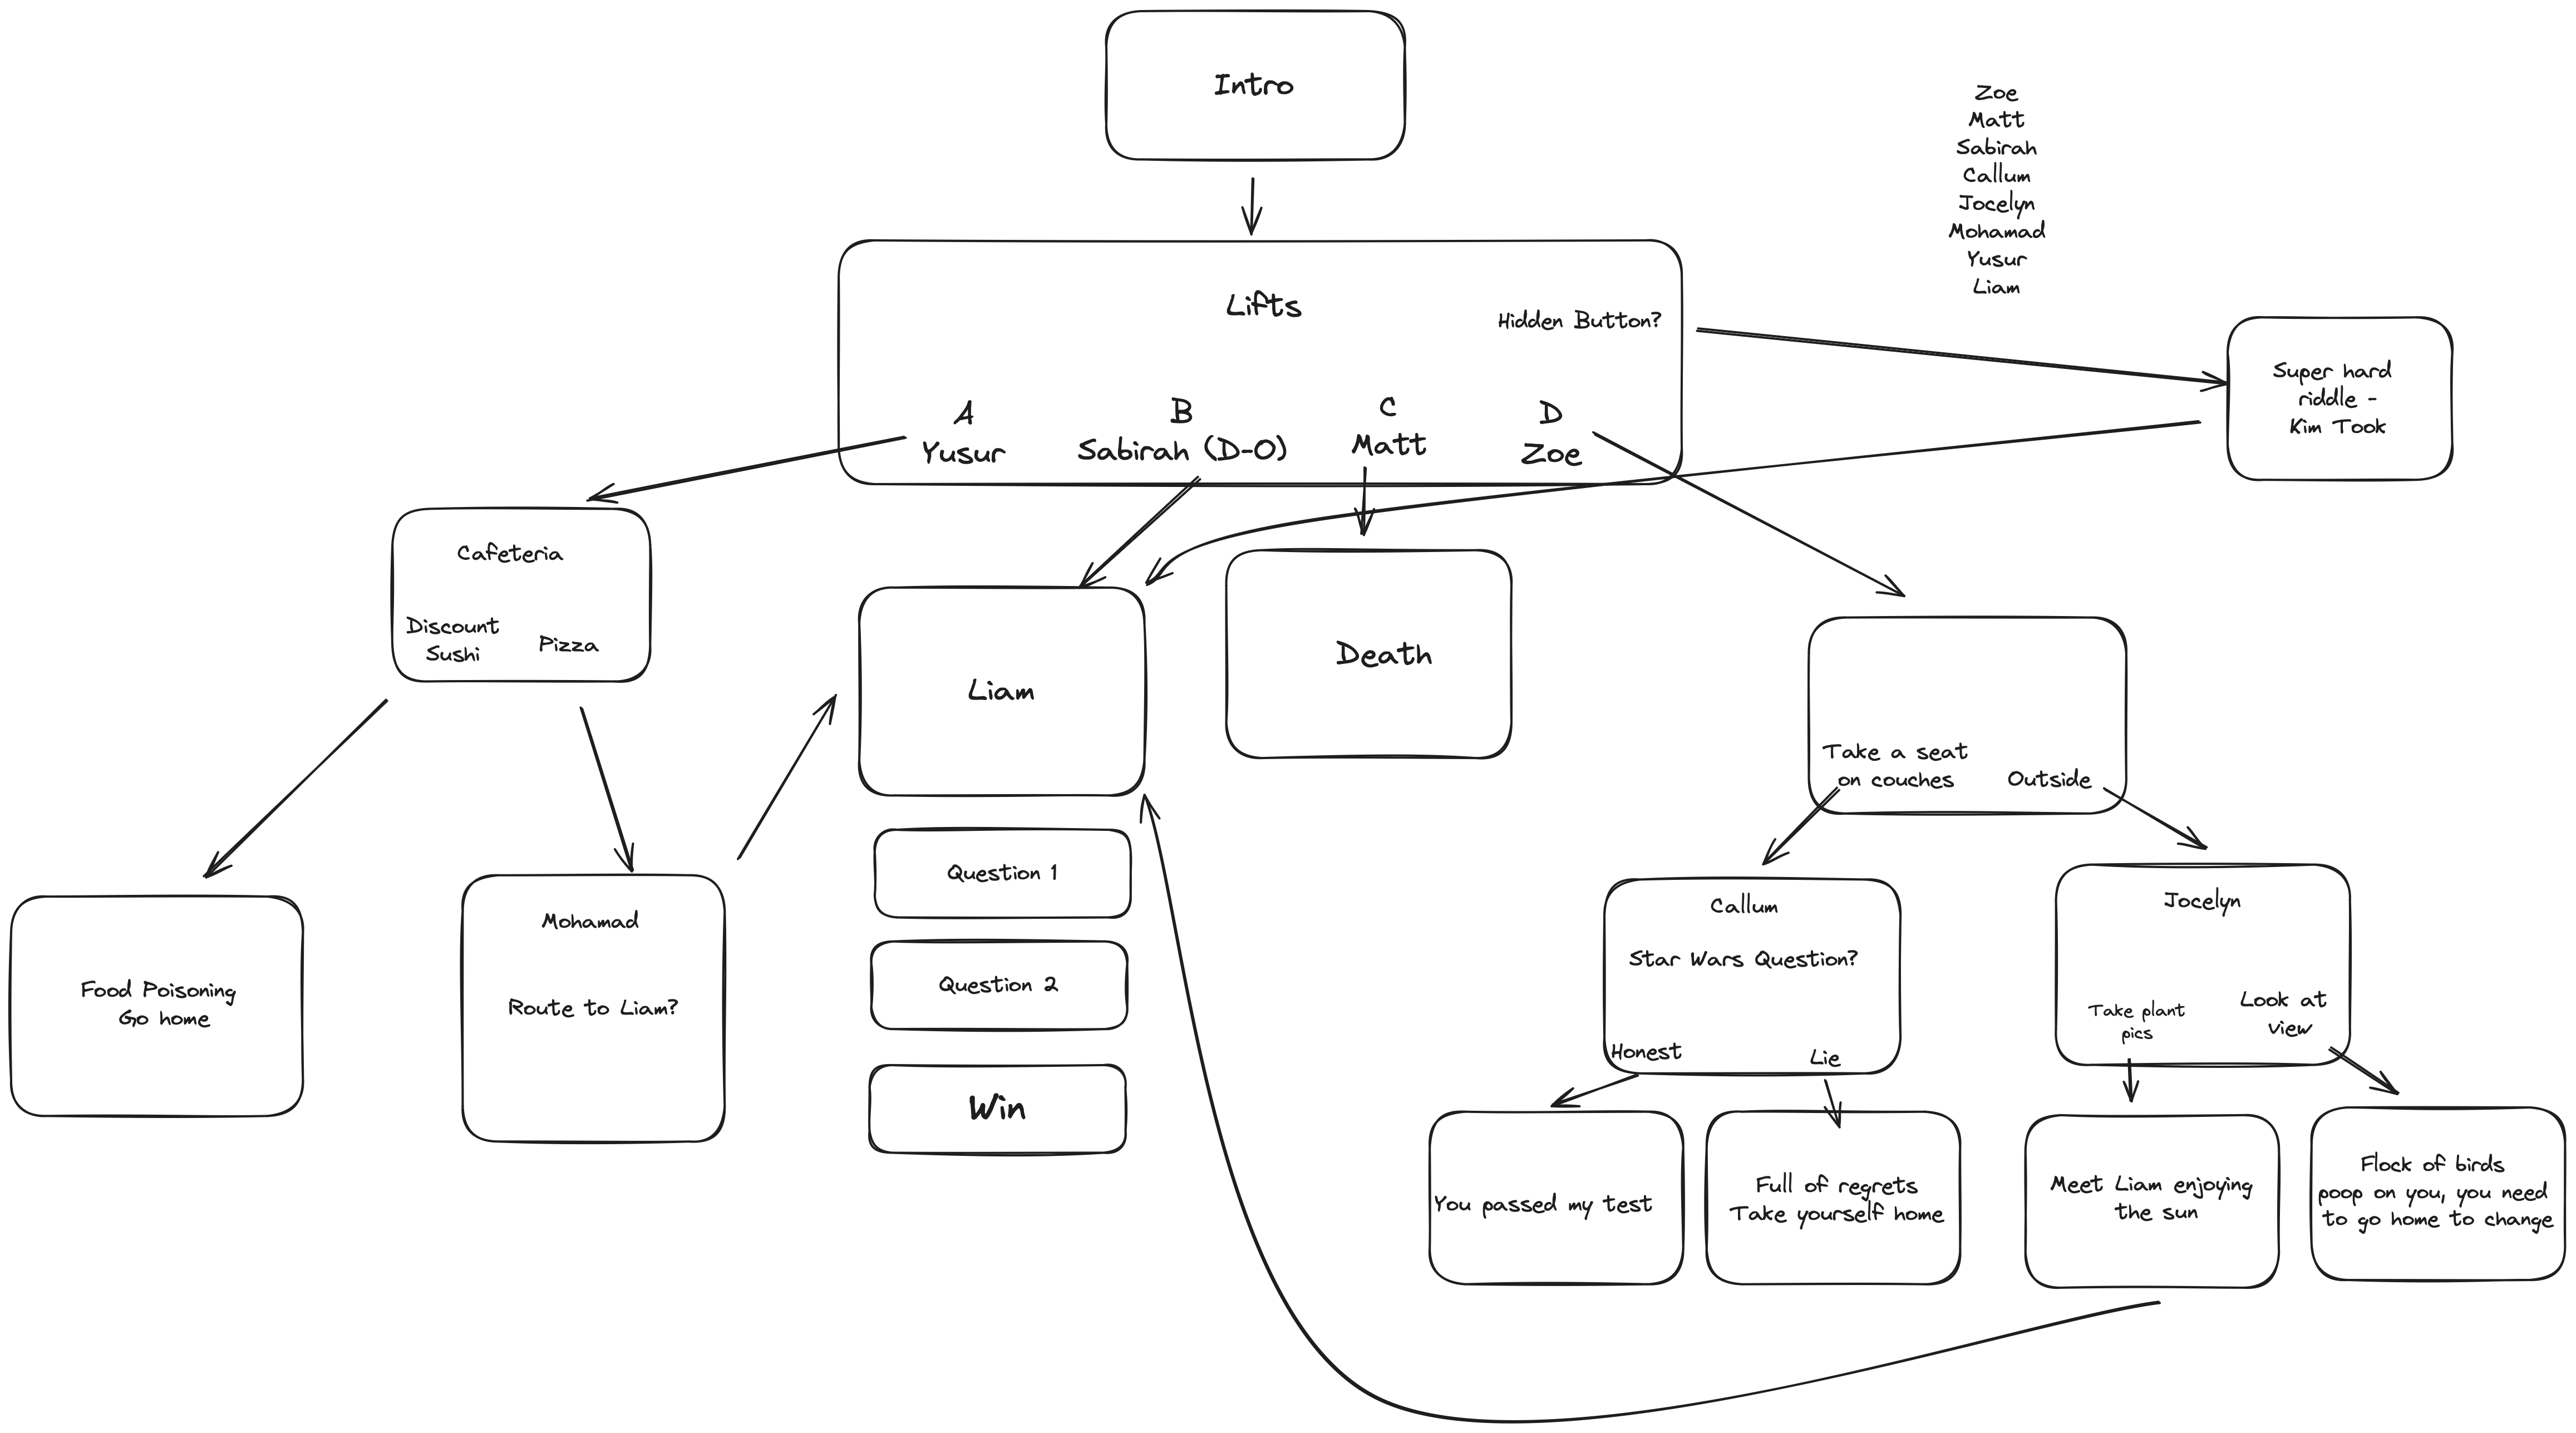 Intro
Zoe
Matt
Sabirah
Callum
Jocelyn
Mohamad
Yusur
Liam
Lifts
Hidden Button?
A
Yusur
B
Sabirah (D-O)
C
Matt
D
Zoe
Super hard
riddle -
Kim Took
Cafeteria
Discount
Sushi
Pizza
Liam
Death
Take a seat
on couches
Outside
Food Poisoning
Go home
Mohamad
Route to Liam?
Question 1
Question 2
Win
Callum
Star Wars Question?
Honest
Lie
Jocelyn
Take plant
pics
Look at
view
You passed my test
Full of regrets
Take yourself home
Meet Liam enjoying
the sun
Flock of birds
poop on you, you need
to go home to change